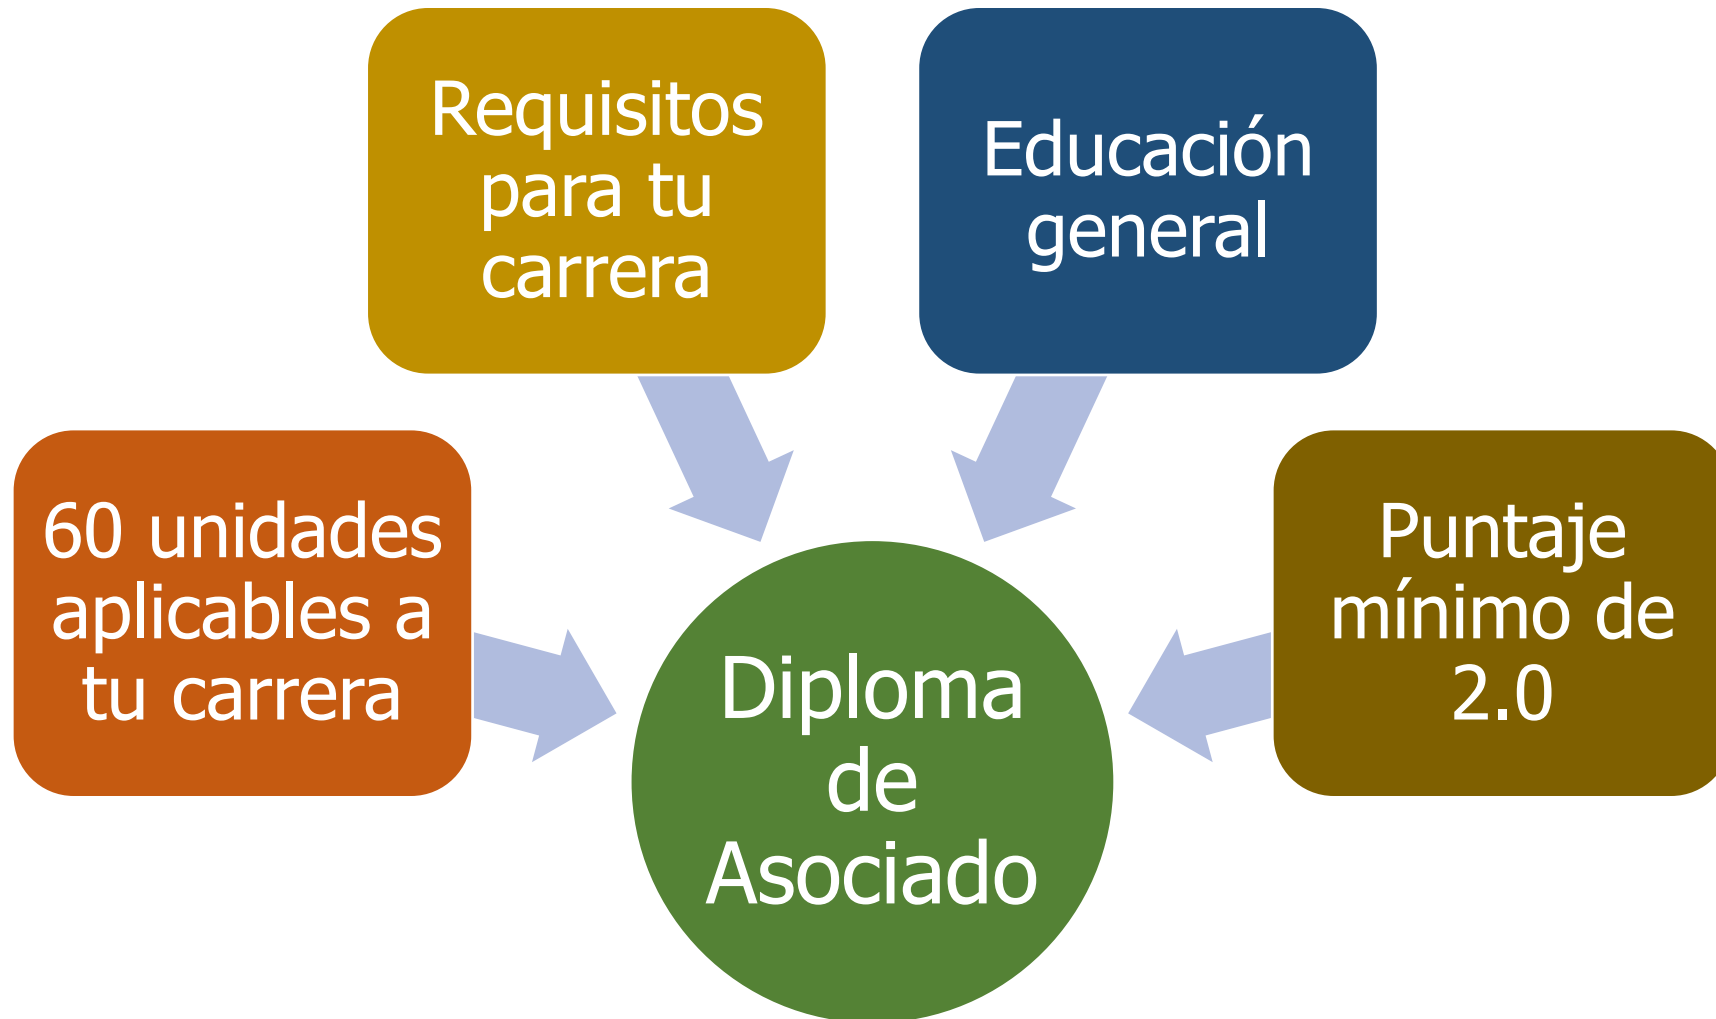 Requisitos
para tu
carrera
Educación
general
60 unidades
aplicables a
tu carrera
Puntaje
mínimo de
2.0
Diploma
de
Asociado